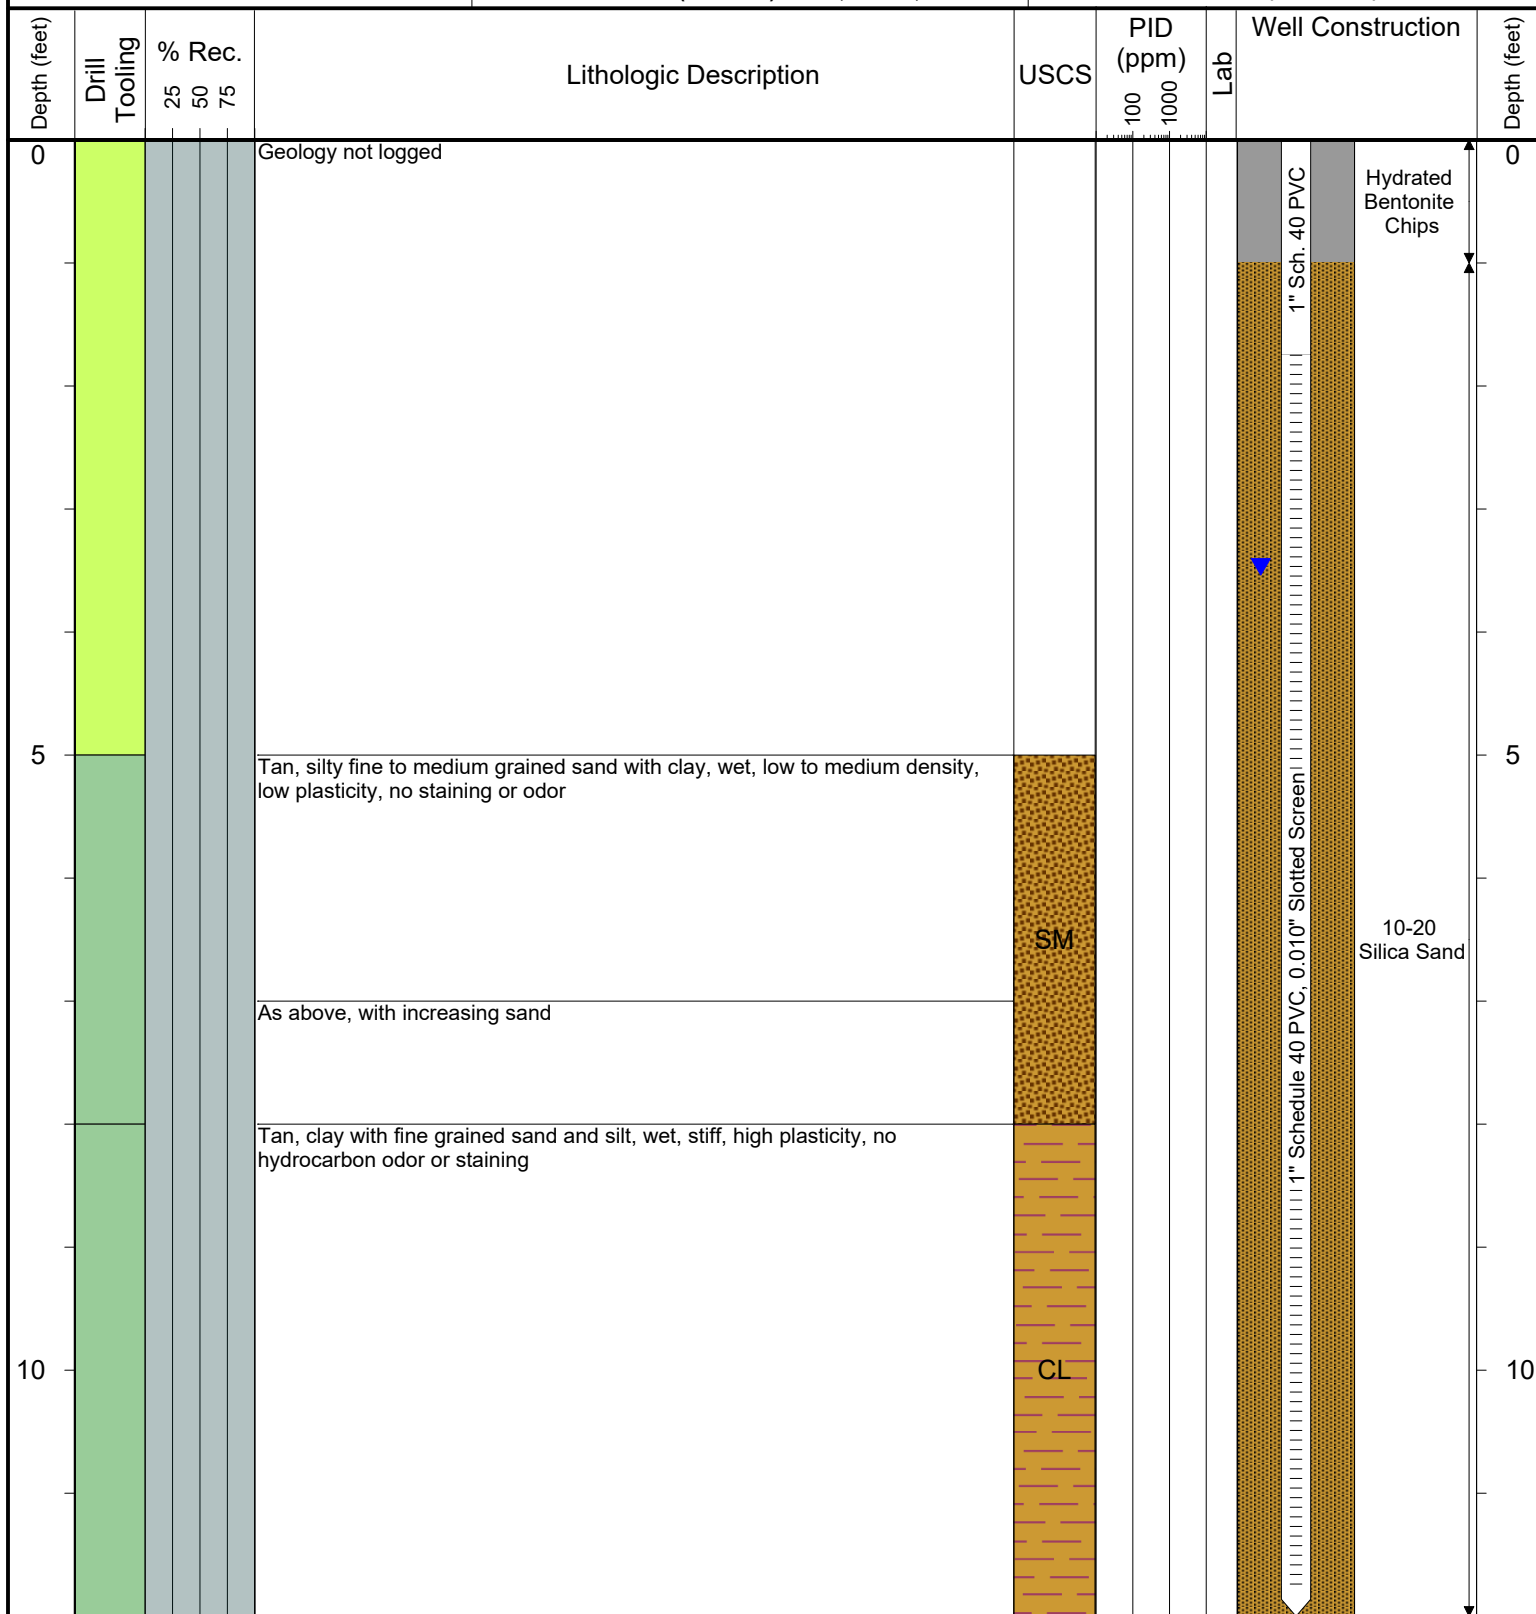 Depth (feet)
Drill
Tooling
% Rec.
25 50 75
Lithologic Description
USCS
PID
(ppm)
100 1000
Lab
Well Construction
Depth (feet)
0
Geology not logged
1" Sch. 40 PVC
Hydrated
Bentonite
Chips
0
5
Tan, silty fine to medium grained sand with clay, wet, low to medium density,
low plasticity, no staining or odor
5
SM
1" Schedule 40 PVC, 0.010" Slotted Screen
10-20
Silica Sand
As above, with increasing sand
Tan, clay with fine grained sand and silt, wet, stiff, high plasticity, no
hydrocarbon odor or staining
10
CL
10